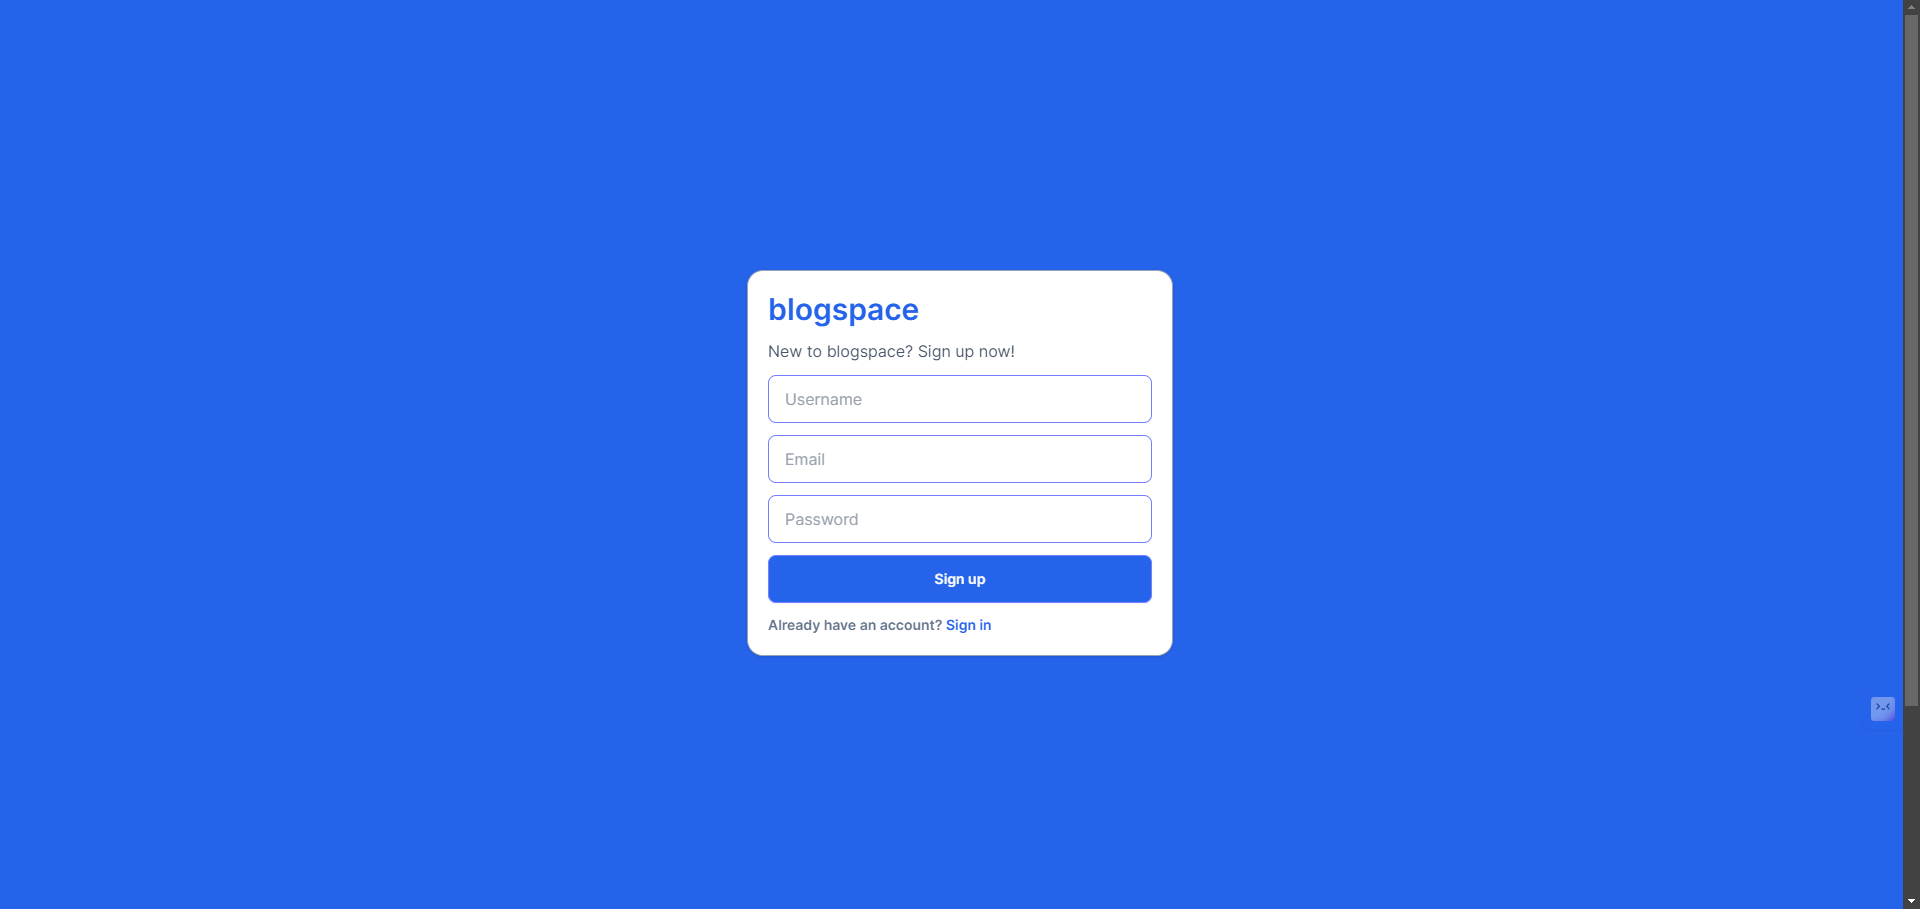 blogspace
New to blogspace? Sign up now!
Username
Email
Password
Sign up
Already have an account? Sign in